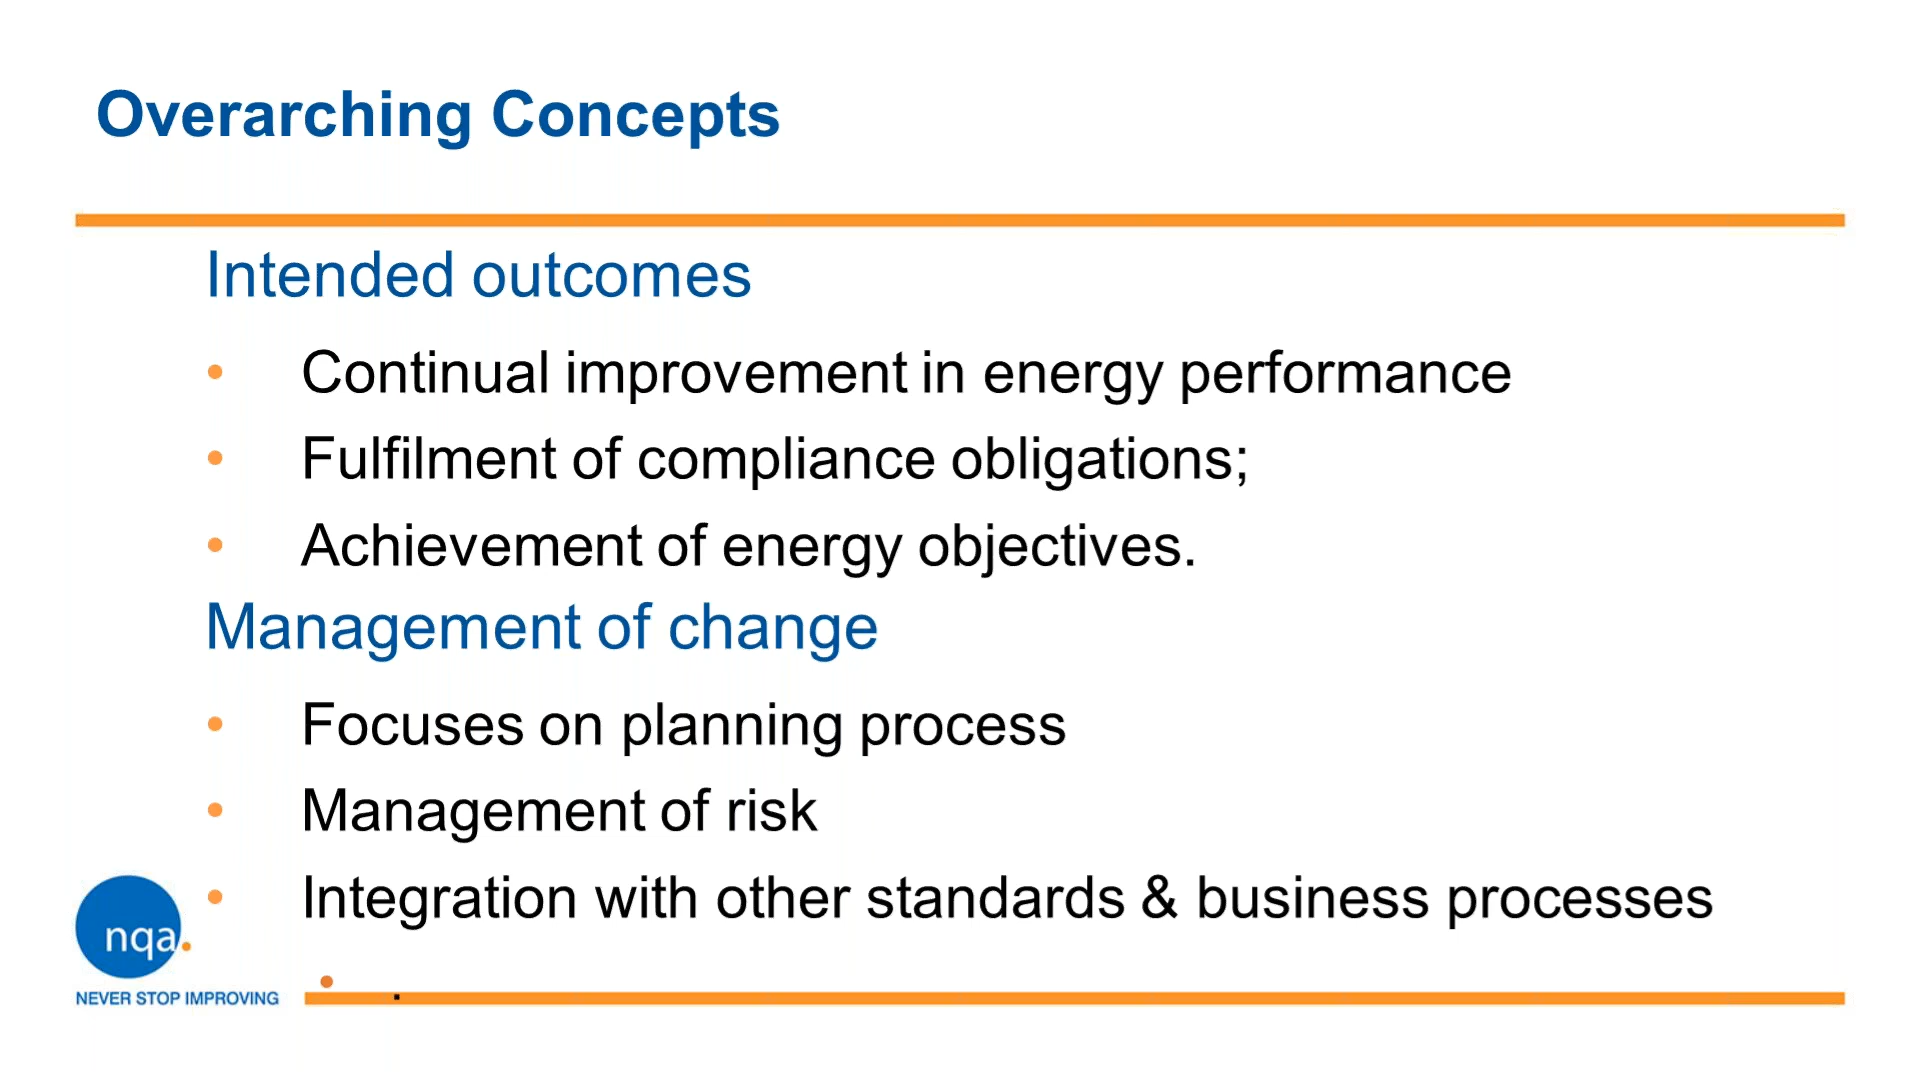 Overarching Concepts
Intended outcomes
• Continual improvement in energy performance
• Fulfilment of compliance obligations;
• Achievement of energy objectives.
Management of change
• Focuses on planning process
• Management of risk
• Integration with other standards & business processes
nqa.
NEVER STOP IMPROVING
• .